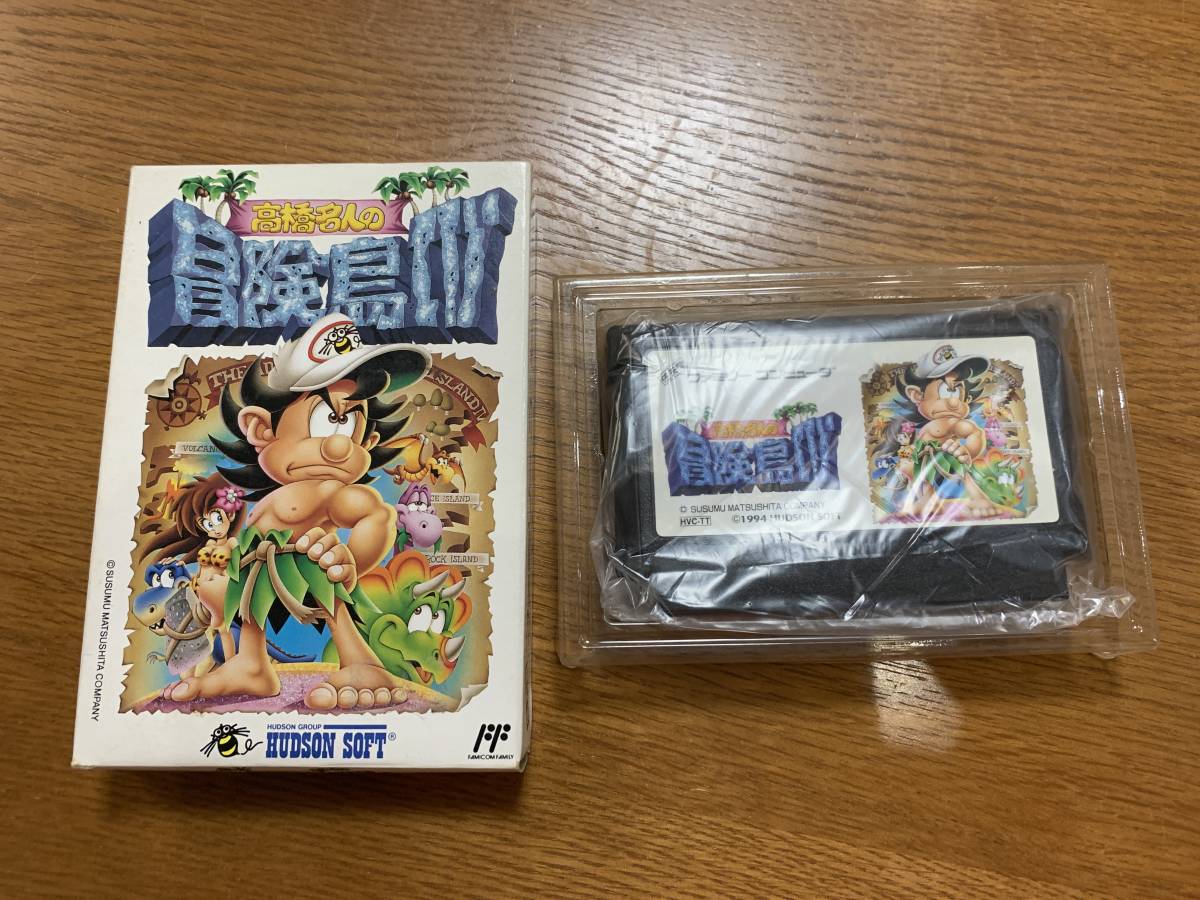 高橋名人の
冒険島IV
THE
ISLAND
VOLCANO
ICE ISLAND
ROCK ISLAND
©SUSUMU MATSUSHITA COMPANY
HUDSON GROUP
HUDSON SOFT®
FAMICOM FAMILY
ファミリーコンピュータ
高橋名人の
冒険島IV
© SUSUMU MATSUSHITA COMPANY
HVC-TT ©1994 HUDSON SOFT